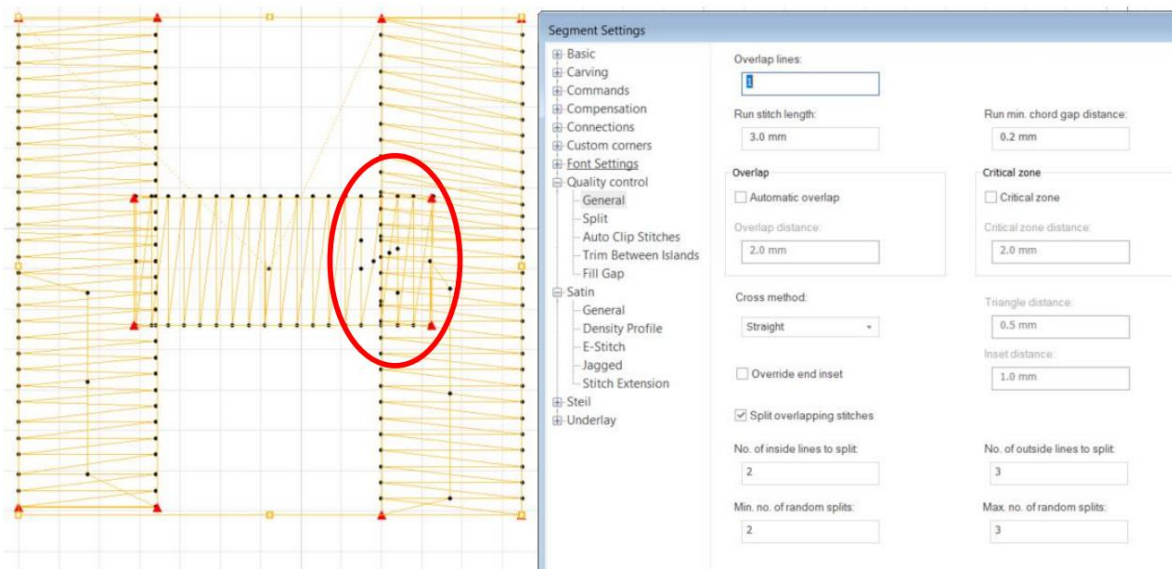 Segment Settings
Basic
Carving
Commands
Compensation
Connections
Custom corners
Font Settings
Quality control
General
Split
Auto Clip Stitches
Trim Between Islands
Fill Gap
Satin
General
Density Profile
E-Stitch
Jagged
Stitch Extension
Steil
Underlay
Overlap lines:
1
Run stitch length:
3.0 mm
Run min. chord gap distance:
0.2 mm
Overlap
Automatic overlap
Overlap distance:
2.0 mm
Critical zone
Critical zone
Critical zone distance:
2.0 mm
Cross method:
Straight
Triangle distance:
0.5 mm
Override end inset
Inset distance:
1.0 mm
Split overlapping stitches
No. of inside lines to split:
2
No. of outside lines to split:
3
Min. no. of random splits:
2
Max. no. of random splits:
3